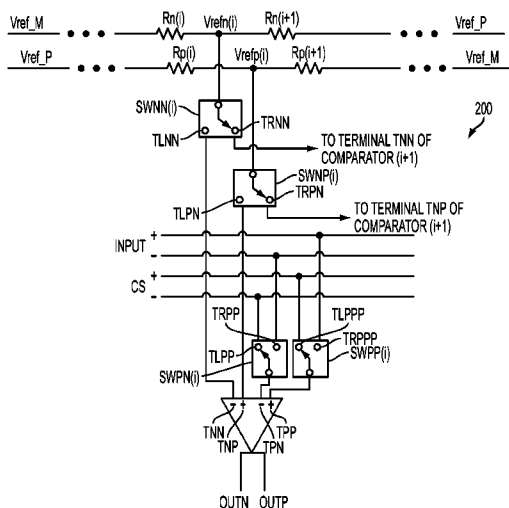 Vref_M Rn(i) Vrefn(i) Rn(i+1) Vref_P
Vref_P Rp(i) Vrefp(i) Rp(i+1) Vref_M
SWNN(i)
TLNN TRNN
200
TO TERMINAL TNN OF
COMPARATOR (i+1)
SWNP(i)
TLPN TRPN
TO TERMINAL TNP OF
COMPARATOR (i+1)
+
INPUT
-
+
CS
-
TRPP TLPPP
TLPP TRPPP
SWPN(i) SWPP(i)
- + - +
TNN TPP
TNP TPN
OUTN OUTP